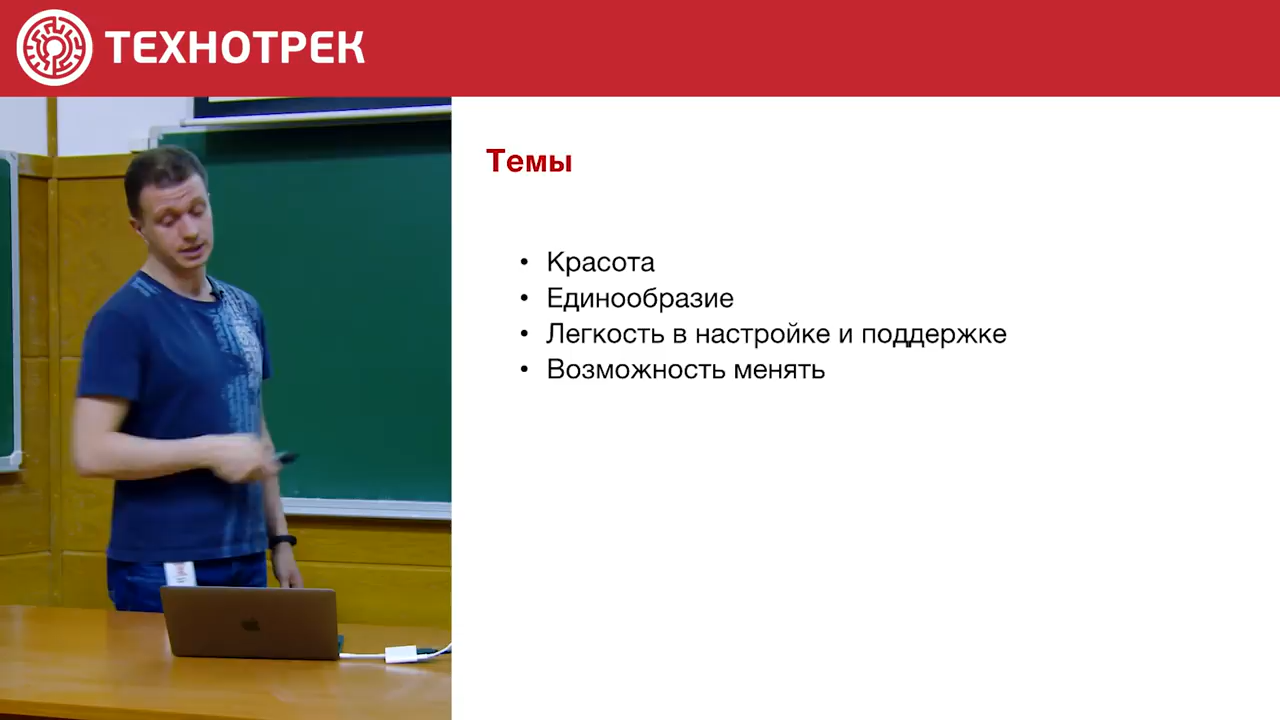 ТЕХНОТРЕК
Темы
• Красота
• Единообразие
• Легкость в настройке и поддержке
• Возможность менять